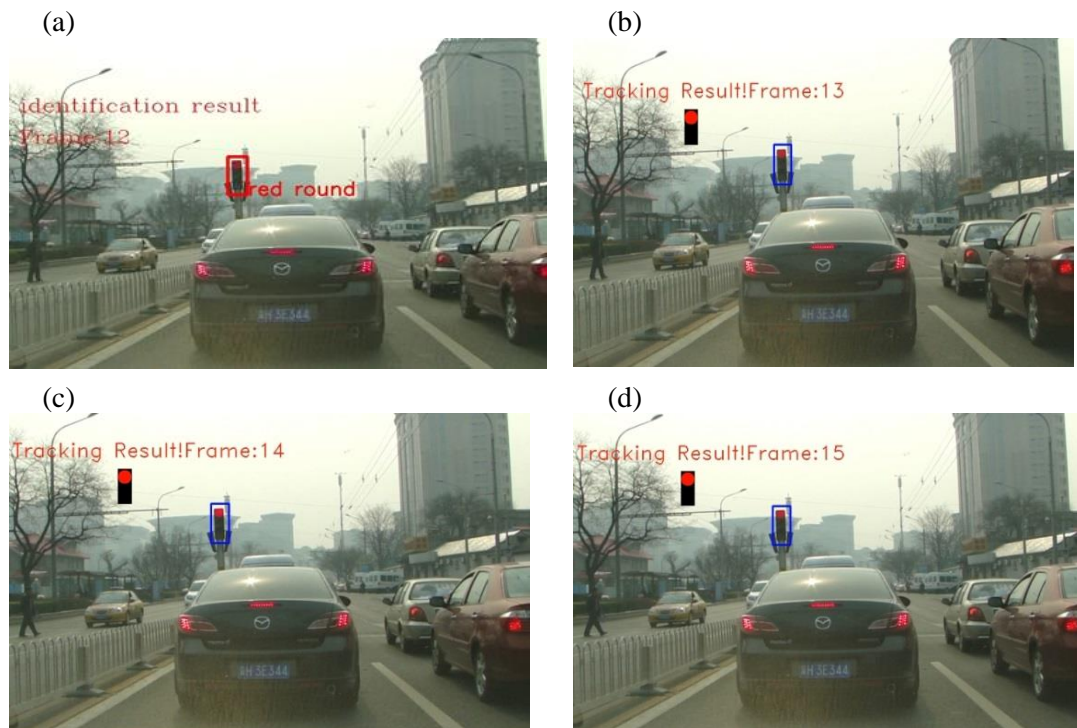 (a)
(b)
identification result
Frame:12
red round
Tracking Result!Frame:13
(c)
(d)
Tracking Result!Frame:14
Tracking Result!Frame:15